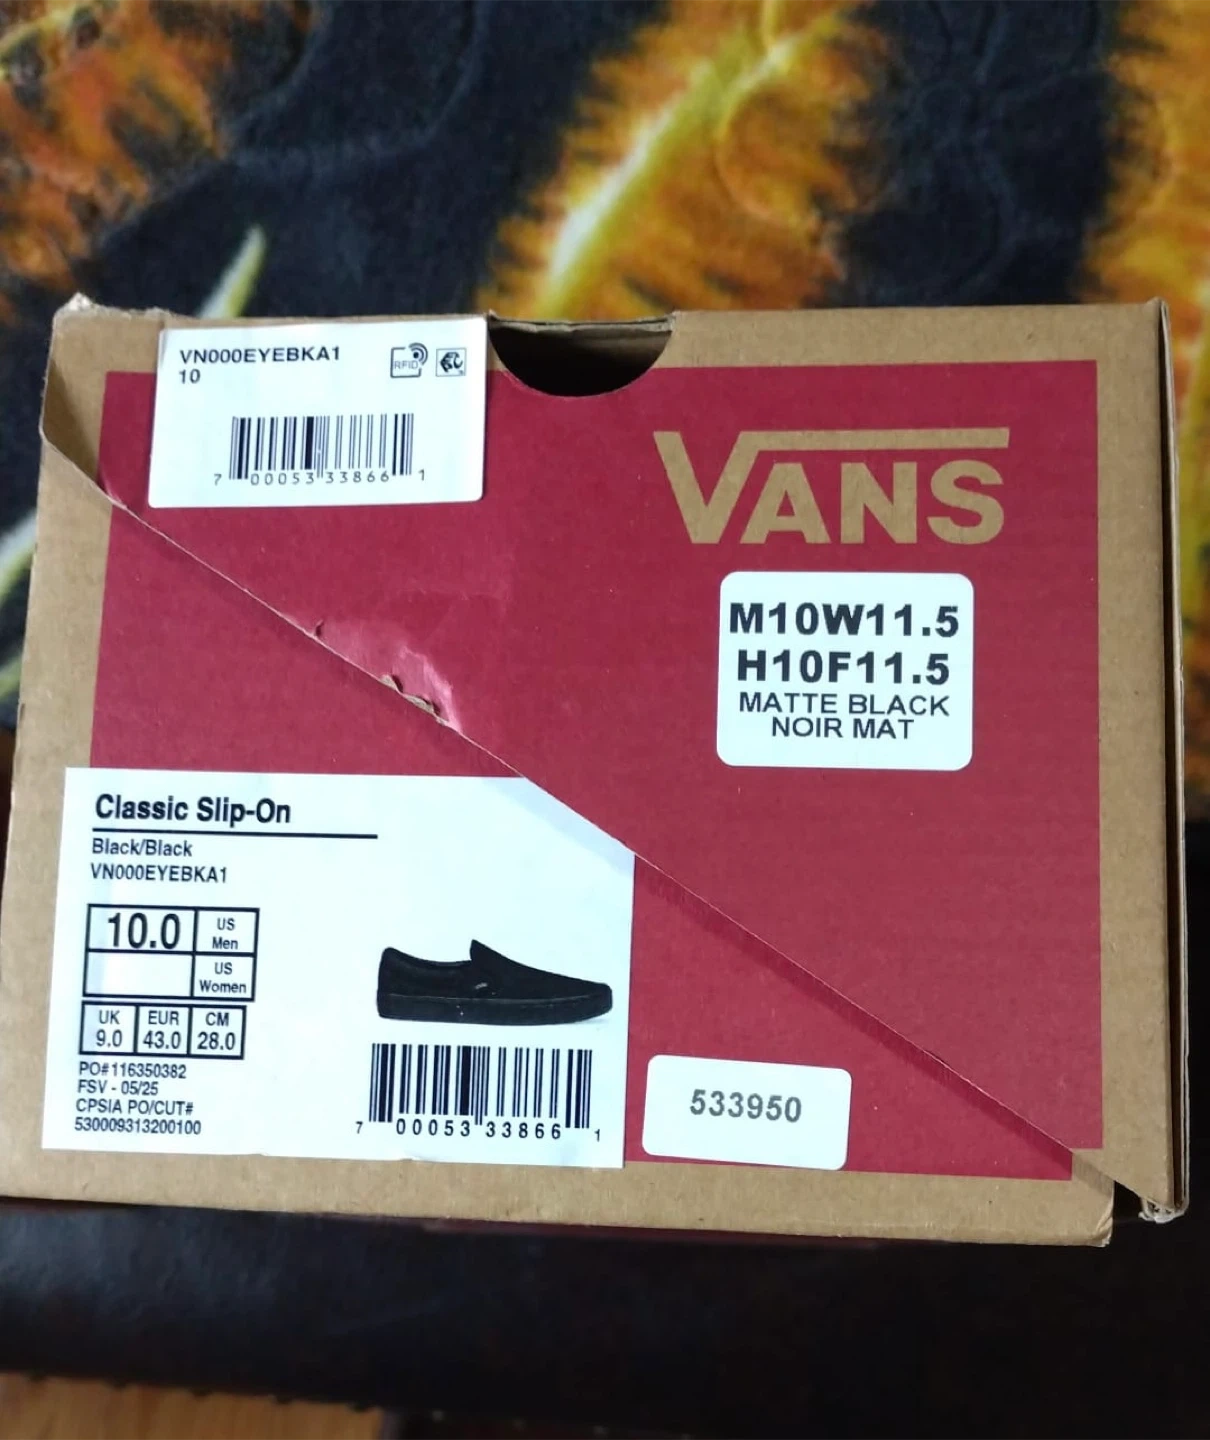 VN000EYEBKA1
10
RFID
7 00053 33866 1
VANS
M10W11.5
H10F11.5
MATTE BLACK
NOIR MAT
Classic Slip-On
Black/Black
VN000EYEBKA1
10.0 US Men
US Women
UK EUR CM
9.0 43.0 28.0
PO#116350382
FSV - 05/25
CPSIA PO/CUT#
530009313200100
7 00053 33866 1
533950